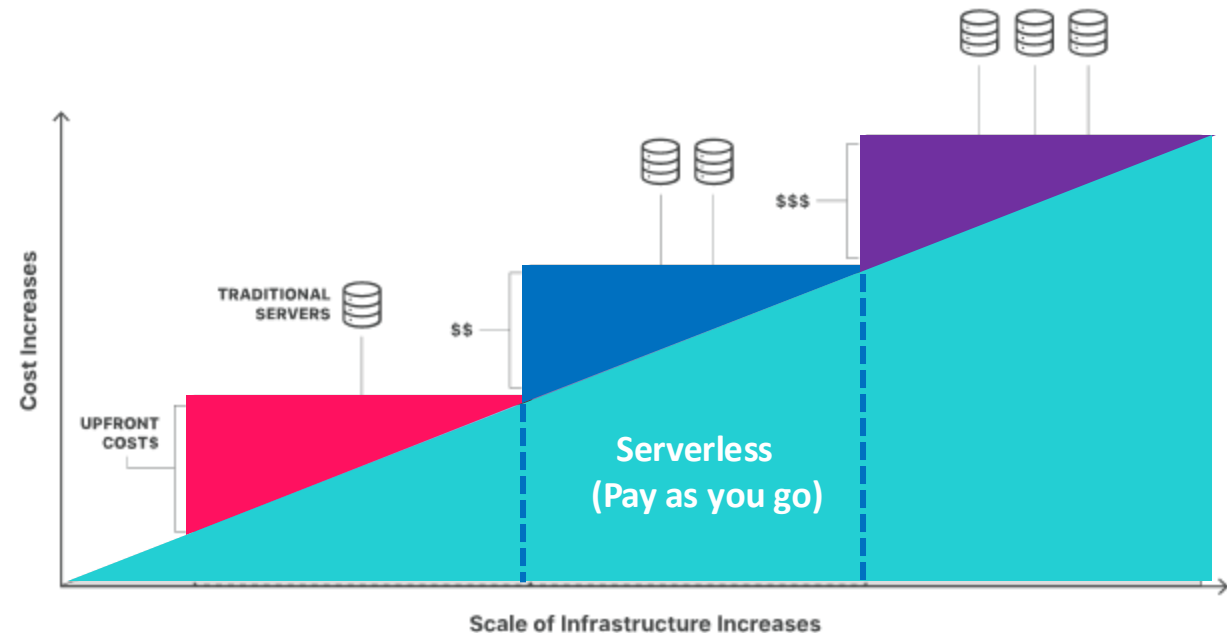 $$$
$$
TRADITIONAL
SERVERS
UPFRONT
COSTS
Serverless
(Pay as you go)
Cost Increases
Scale of Infrastructure Increases